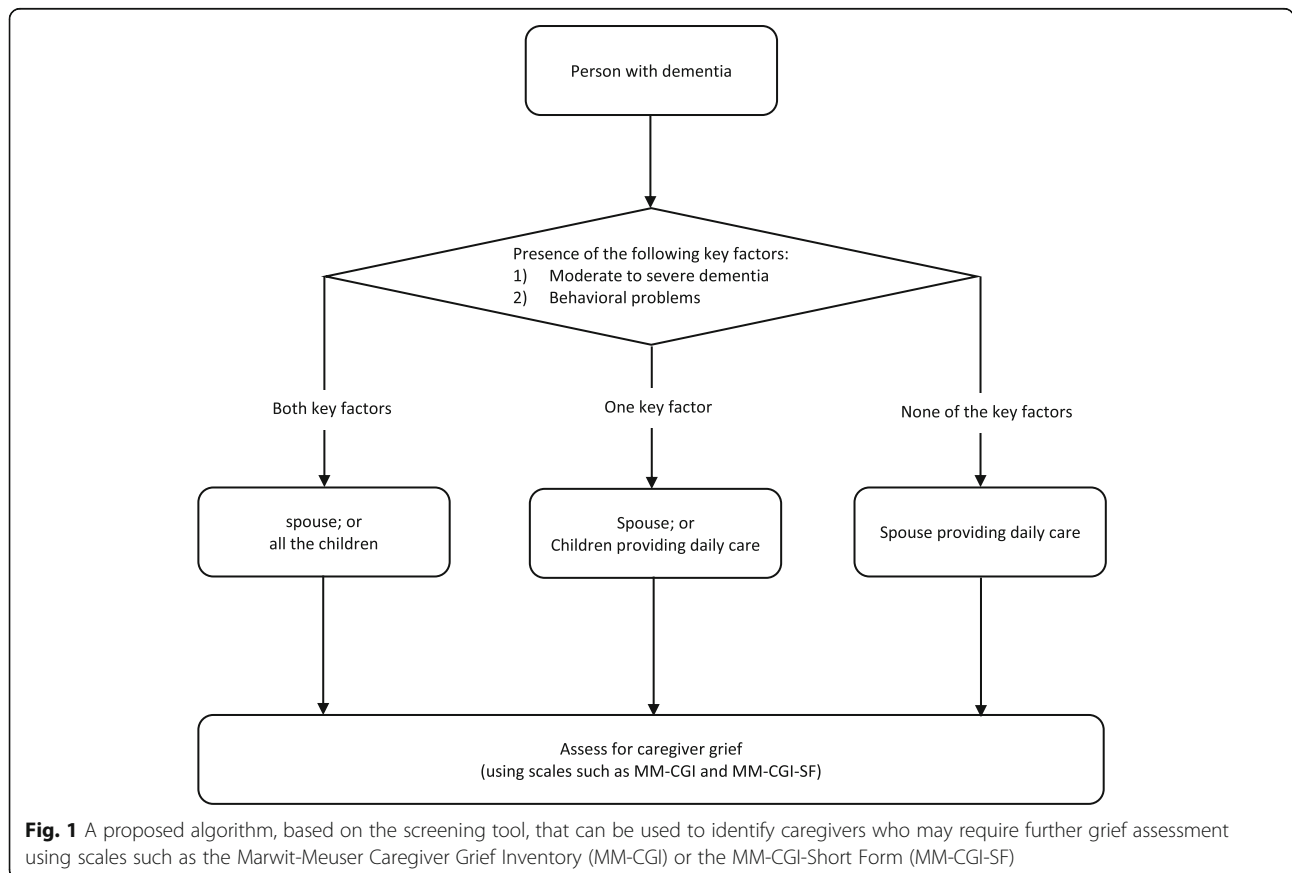 Person with dementia
Presence of the following key factors:
1) Moderate to severe dementia
2) Behavioral problems
Both key factors
One key factor
None of the key factors
spouse; or
all the children
Spouse; or
Children providing daily care
Spouse providing daily care
Assess for caregiver grief
(using scales such as MM-CGI and MM-CGI-SF)
Fig. 1 A proposed algorithm, based on the screening tool, that can be used to identify caregivers who may require further grief assessment
using scales such as the Marwit-Meuser Caregiver Grief Inventory (MM-CGI) or the MM-CGI-Short Form (MM-CGI-SF)